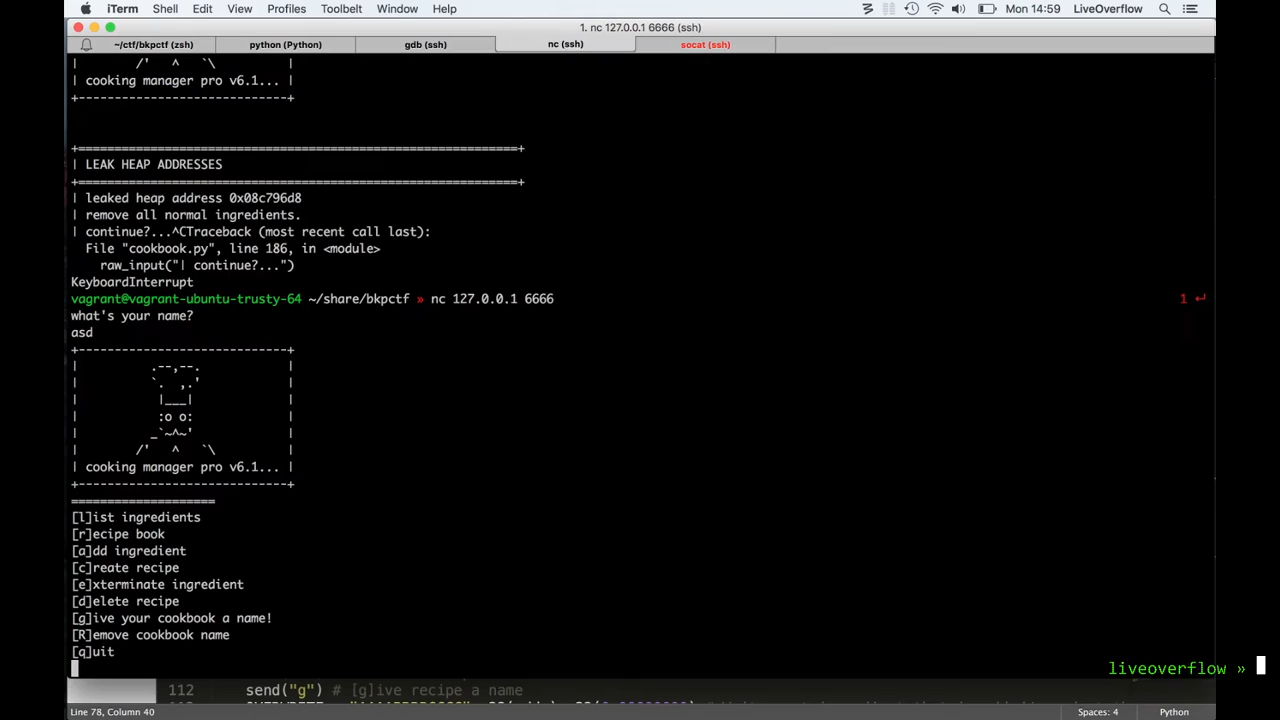 iTerm Shell Edit View Profiles Toolbelt Window Help Mon 14:59 LiveOverflow
1. nc 127.0.0.1 6666 (ssh)
~/ctf/bkpctf (zsh) python (Python) gdb (ssh) nc (ssh) socat (ssh)
|        /'   ^   `\          |
| cooking manager pro v6.1... |
+-----------------------------+
+=============================================================+
| LEAK HEAP ADDRESSES
+=============================================================+
| leaked heap address 0x08c796d8
| remove all normal ingredients.
| continue?...^CTraceback (most recent call last):
  File "cookbook.py", line 186, in <module>
    raw_input("| continue?...")
KeyboardInterrupt
vagrant@vagrant-ubuntu-trusty-64 ~/share/bkpctf » nc 127.0.0.1 6666 1 ↵
what's your name?
asd
+-----------------------------+
|          .--,--.            |
|          `.  ,.'            |
|           |___|             |
|           :o o:             |
|          _`~^~'             |
|        /'   ^   `\          |
| cooking manager pro v6.1... |
+-----------------------------+
====================
[l]ist ingredients
[r]ecipe book
[a]dd ingredient
[c]reate recipe
[e]xterminate ingredient
[d]elete recipe
[g]ive your cookbook a name!
[R]emove cookbook name
[q]uit
liveoverflow »
112 send("g") # [g]ive recipe a name
Line 78, Column 40 Spaces: 4 Python